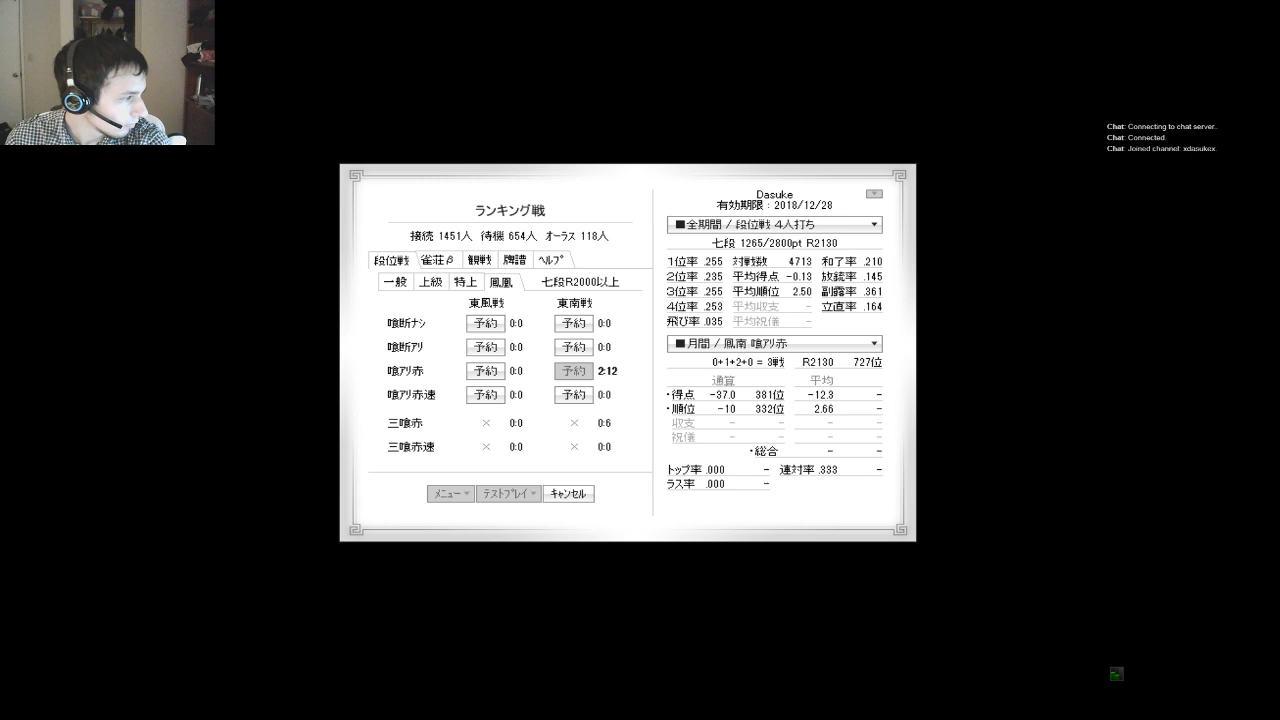 Chat: Connecting to chat server..
Chat: Connected.
Chat: Joined channel: xdasukex.
ランキング戦
接続 1451人 待機 654人 オーラス 118人
段位戦 雀荘β 観戦 牌譜 ヘルプ
一般 上級 特上 鳳凰 七段R2000以上
東風戦 東南戦
喰断ナシ 予約 0:0 予約 0:0
喰断アリ 予約 0:0 予約 0:0
喰アリ赤 予約 0:0 予約 2:12
喰アリ赤速 予約 0:0 予約 0:0
三喰赤 × 0:0 × 0:6
三喰赤速 × 0:0 × 0:0
メニュー テストプレイ キャンセル
Dasuke
有効期限：2018/12/28
■全期間 / 段位戦 4人打ち
七段 1265/2800pt R2130
1位率 .255 対戦数 4713 和了率 .210
2位率 .235 平均得点 -0.13 放銃率 .145
3位率 .255 平均順位 2.50 副露率 .361
4位率 .253 平均収支 - 立直率 .164
飛び率 .035 平均祝儀 -
■月間 / 鳳南 喰アリ赤
0+1+2+0 = 3戦 R2130 727位
通算 平均
・得点 -37.0 381位 -12.3 -
・順位 -10 332位 2.66 -
収支 - - - -
祝儀 - - - -
・総合 - -
トップ率 .000 - 連対率 .333 -
ラス率 .000 -